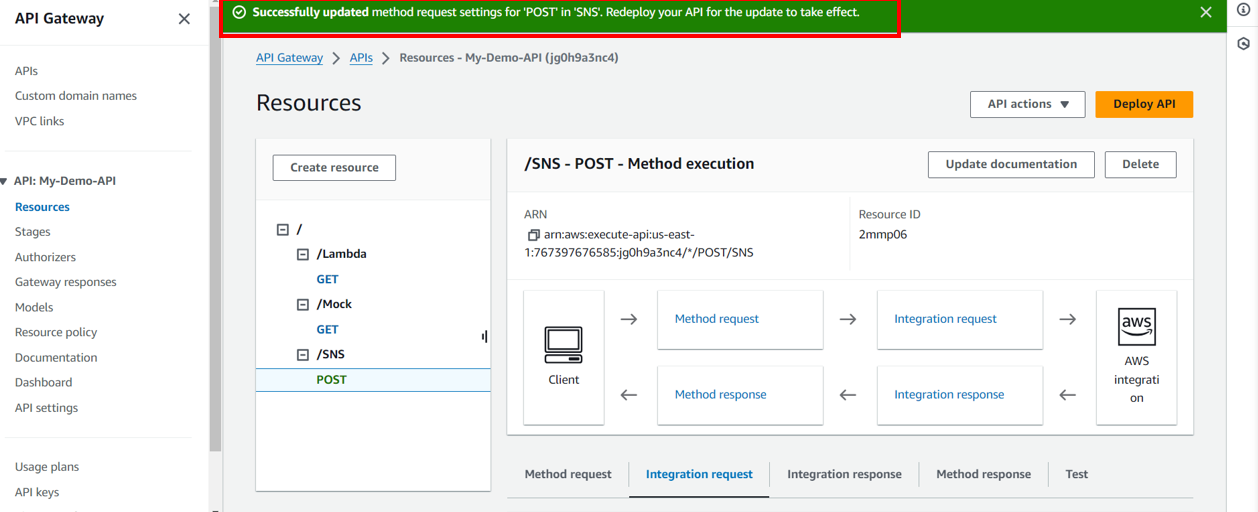 API Gateway
APIs
Custom domain names
VPC links
API: My-Demo-API
Resources
Stages
Authorizers
Gateway responses
Models
Resource policy
Documentation
Dashboard
API settings
Usage plans
API keys
Successfully updated method request settings for 'POST' in 'SNS'. Redeploy your API for the update to take effect.
API Gateway > APIs > Resources - My-Demo-API (jg0h9a3nc4)
Resources
API actions
Deploy API
Create resource
/
/Lambda
GET
/Mock
GET
/SNS
POST
/SNS - POST - Method execution
Update documentation
Delete
ARN
arn:aws:execute-api:us-east-
1:767397676585:jg0h9a3nc4/*/POST/SNS
Resource ID
2mmp06
Client
Method request
Integration request
Method response
Integration response
aws
AWS
integrati
on
Method request
Integration request
Integration response
Method response
Test